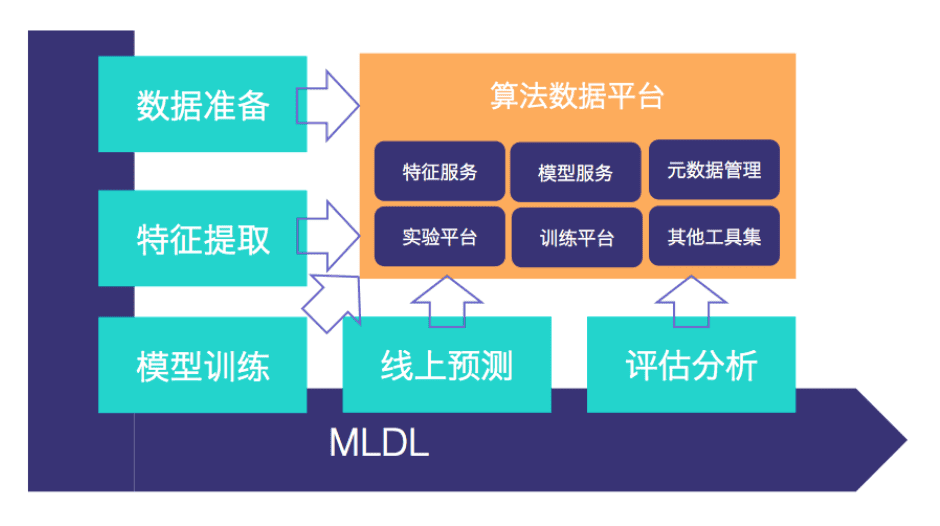 数据准备
算法数据平台
特征服务
模型服务
元数据管理
特征提取
实验平台
训练平台
其他工具集
模型训练
线上预测
评估分析
MLDL